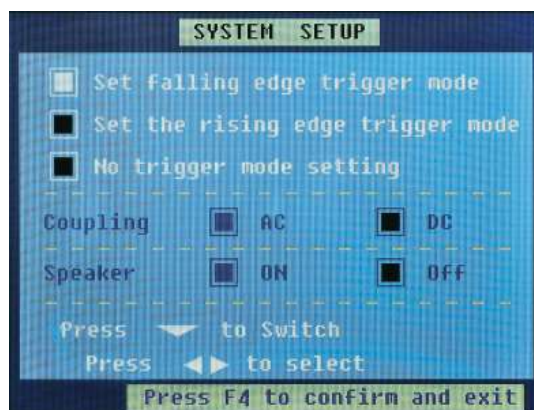 SYSTEM SETUP
Set falling edge trigger mode
Set the rising edge trigger mode
No trigger mode setting
Coupling AC DC
Speaker ON Off
Press to Switch
Press to select
Press F4 to confirm and exit